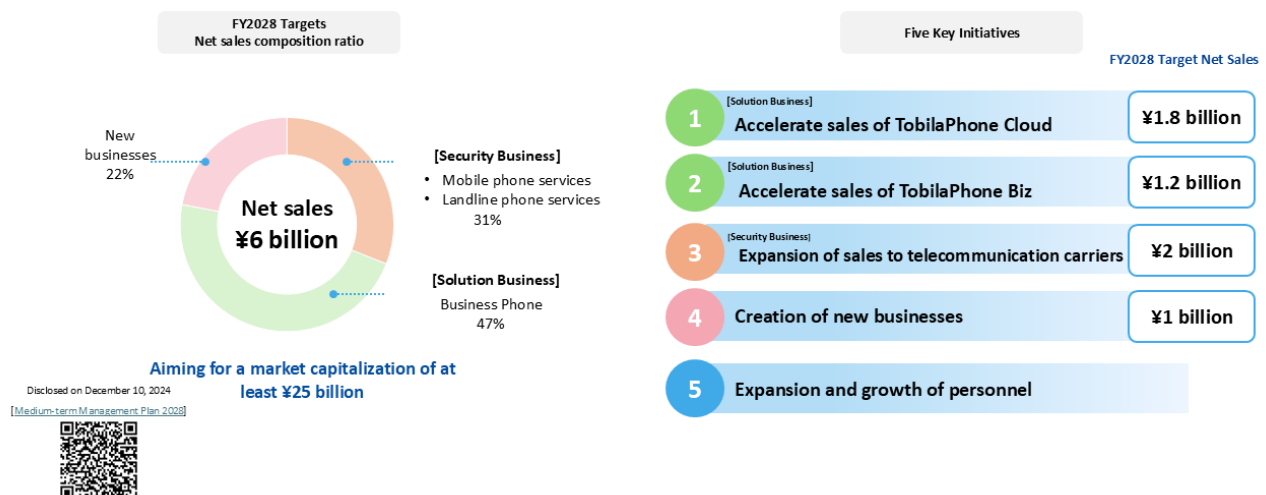 FY2028 Targets
Net sales composition ratio
New
businesses
22%
Net sales
¥6 billion
[Security Business]
• Mobile phone services
• Landline phone services
31%
[Solution Business]
Business Phone
47%
Aiming for a market capitalization of at
least ¥25 billion
Disclosed on December 10, 2024
[Medium-term Management Plan 2028]
Five Key Initiatives
FY2028 Target Net Sales
1
[Solution Business]
Accelerate sales of TobilaPhone Cloud
¥1.8 billion
2
[Solution Business]
Accelerate sales of TobilaPhone Biz
¥1.2 billion
3
[Security Business]
Expansion of sales to telecommunication carriers
¥2 billion
4
Creation of new businesses
¥1 billion
5
Expansion and growth of personnel